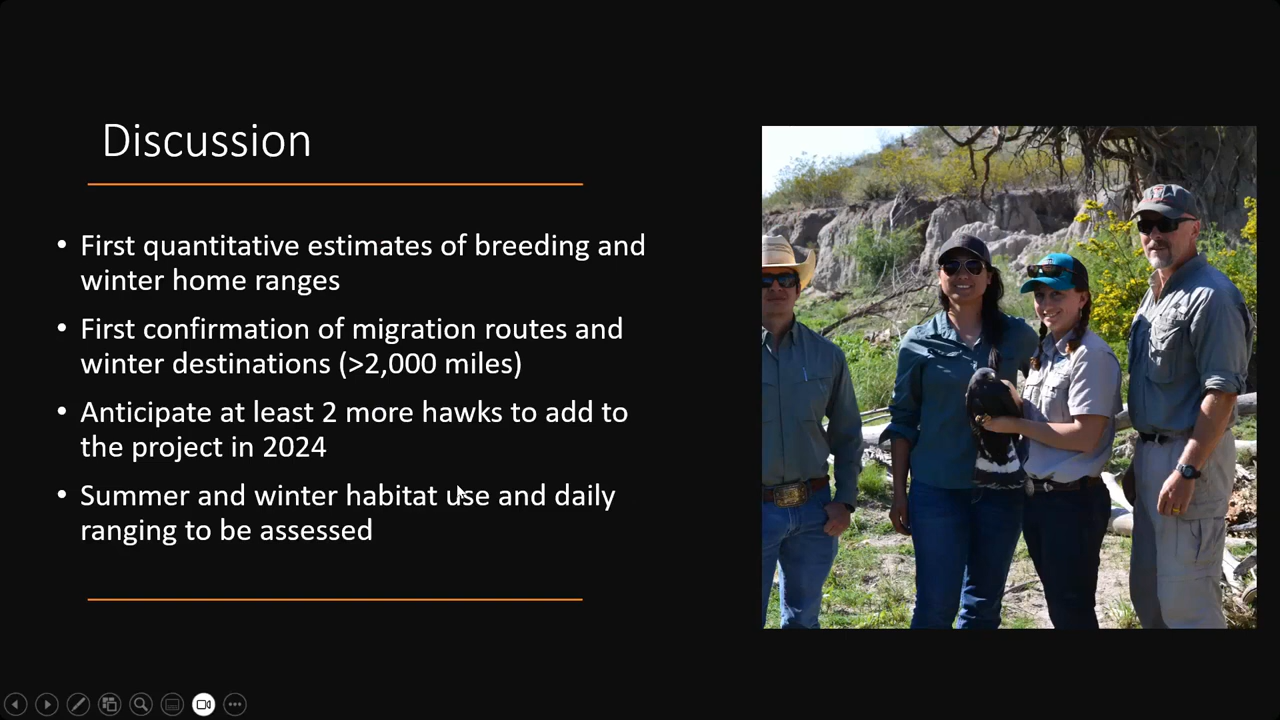 Discussion
• First quantitative estimates of breeding and
winter home ranges
• First confirmation of migration routes and
winter destinations (>2,000 miles)
• Anticipate at least 2 more hawks to add to
the project in 2024
• Summer and winter habitat use and daily
ranging to be assessed